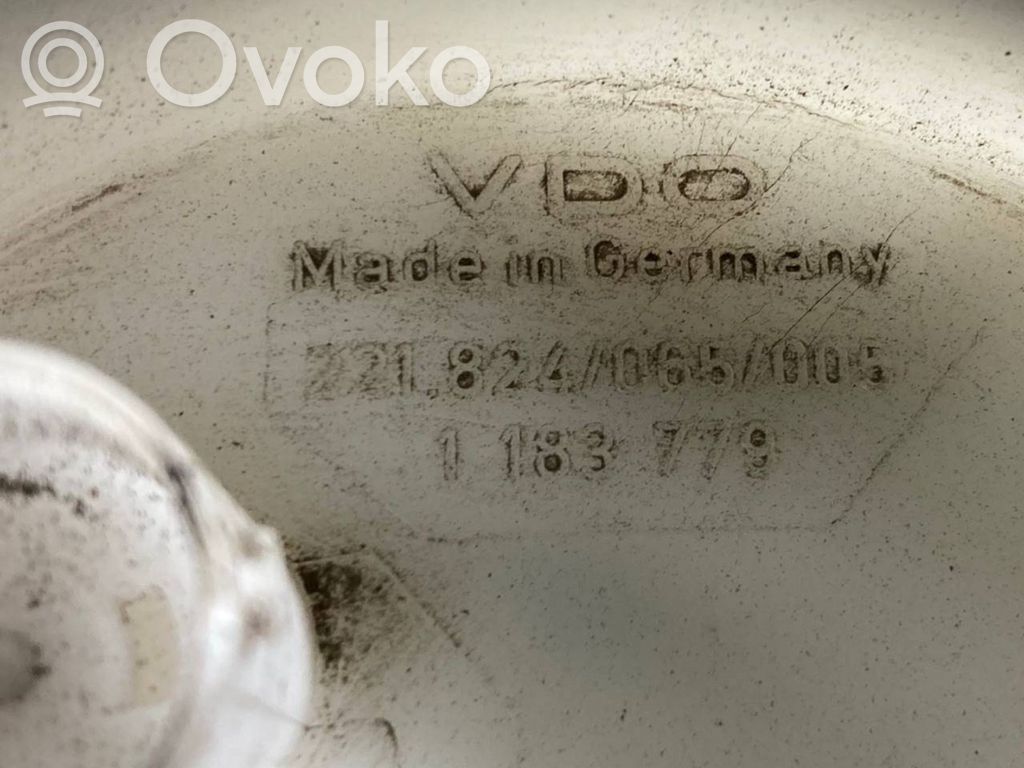 Ovoko
VDO
Made in Germany
221.824/065/005
1 183 779